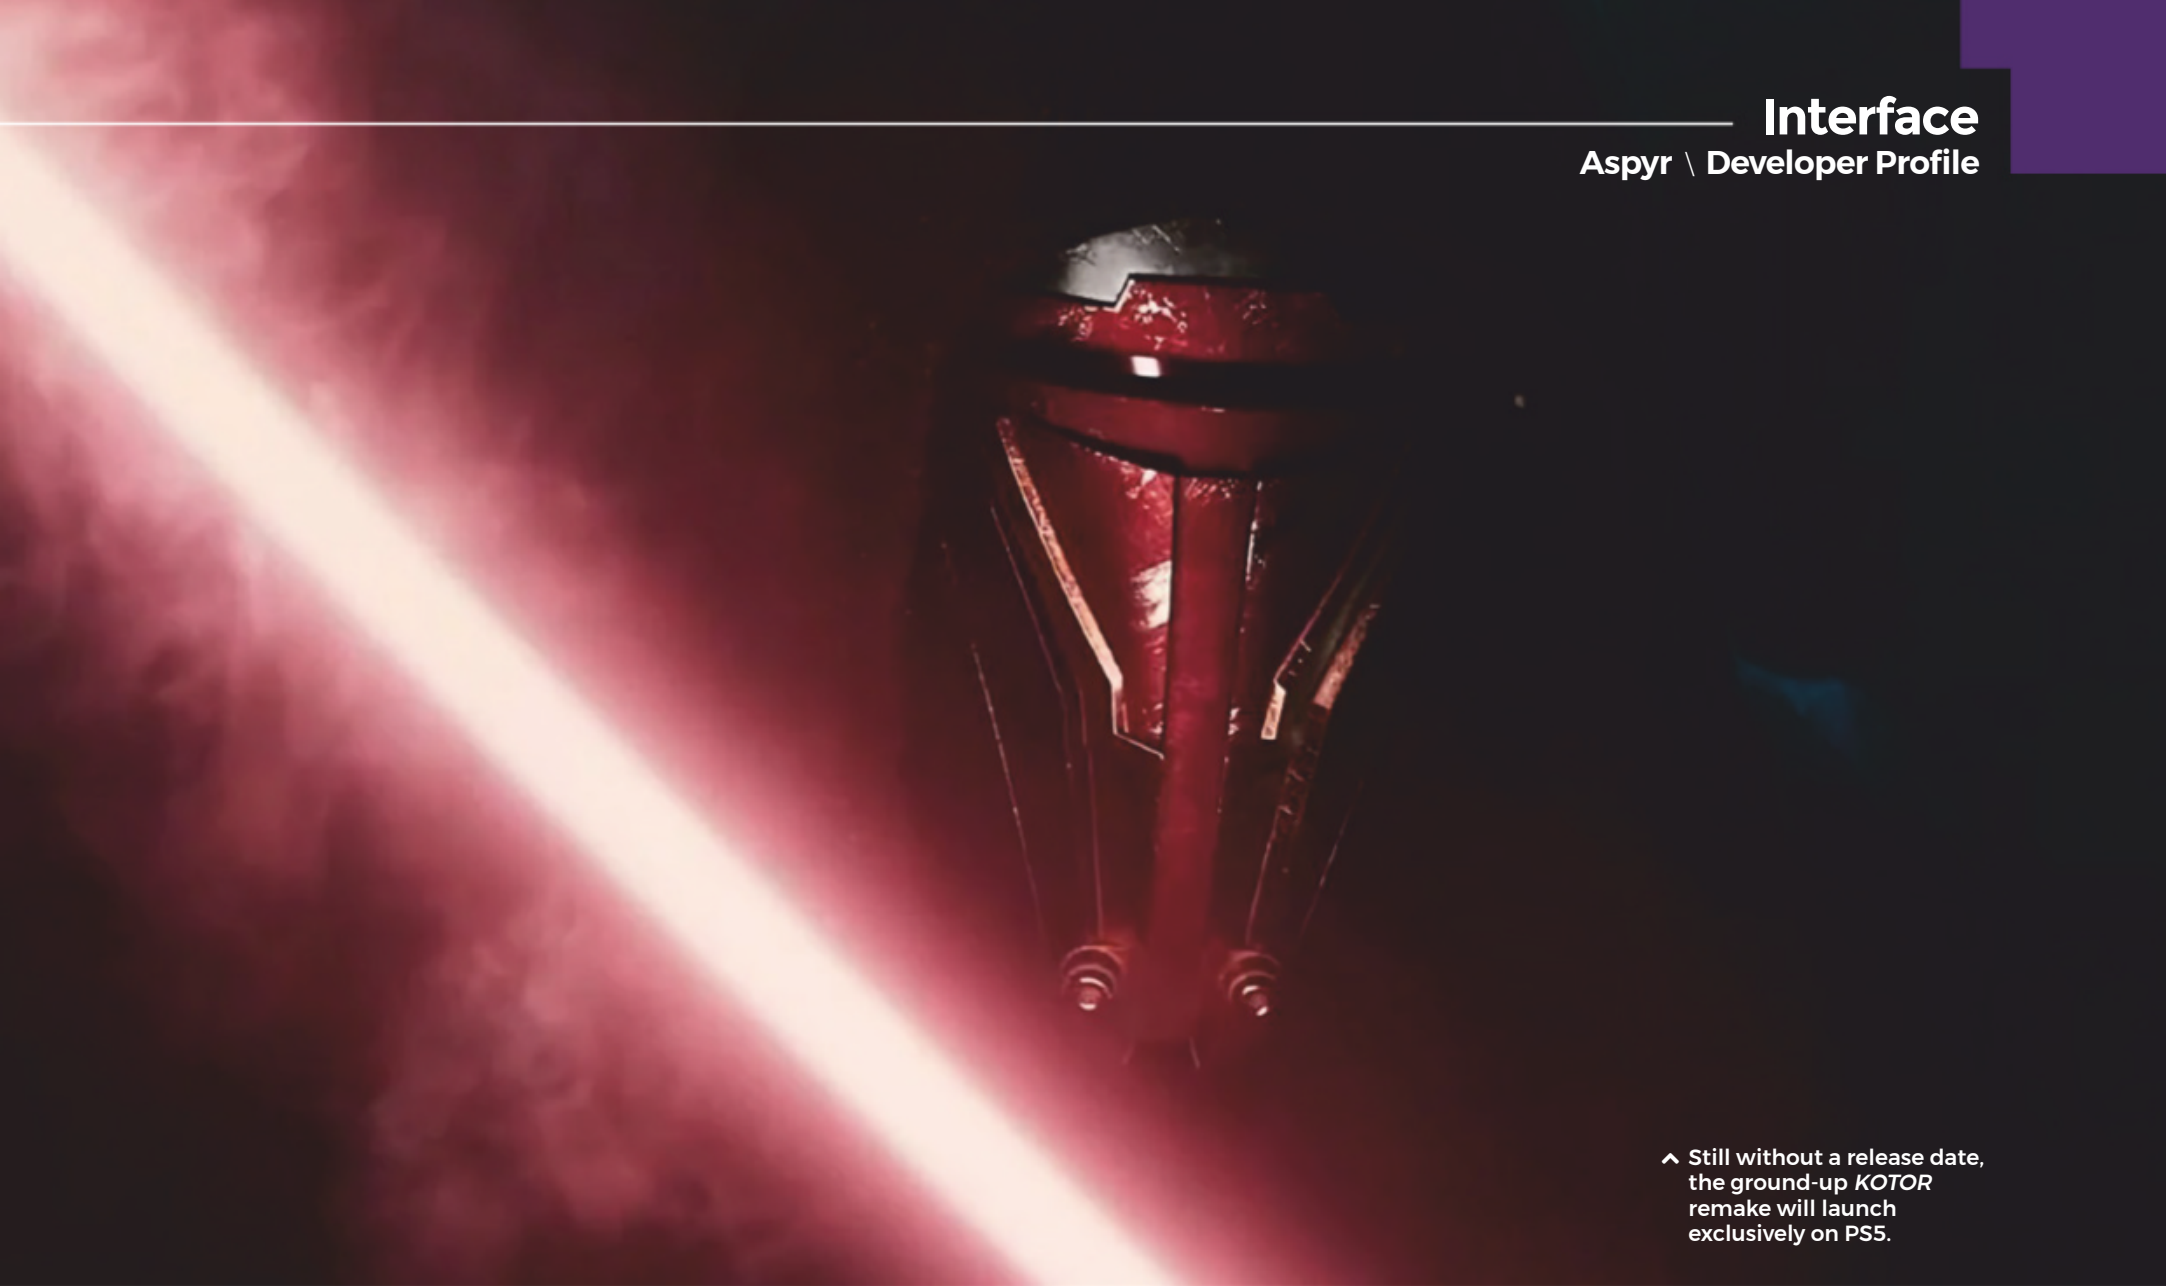 Interface
Aspyr \ Developer Profile
^ Still without a release date,
the ground-up KOTOR
remake will launch
exclusively on PS5.